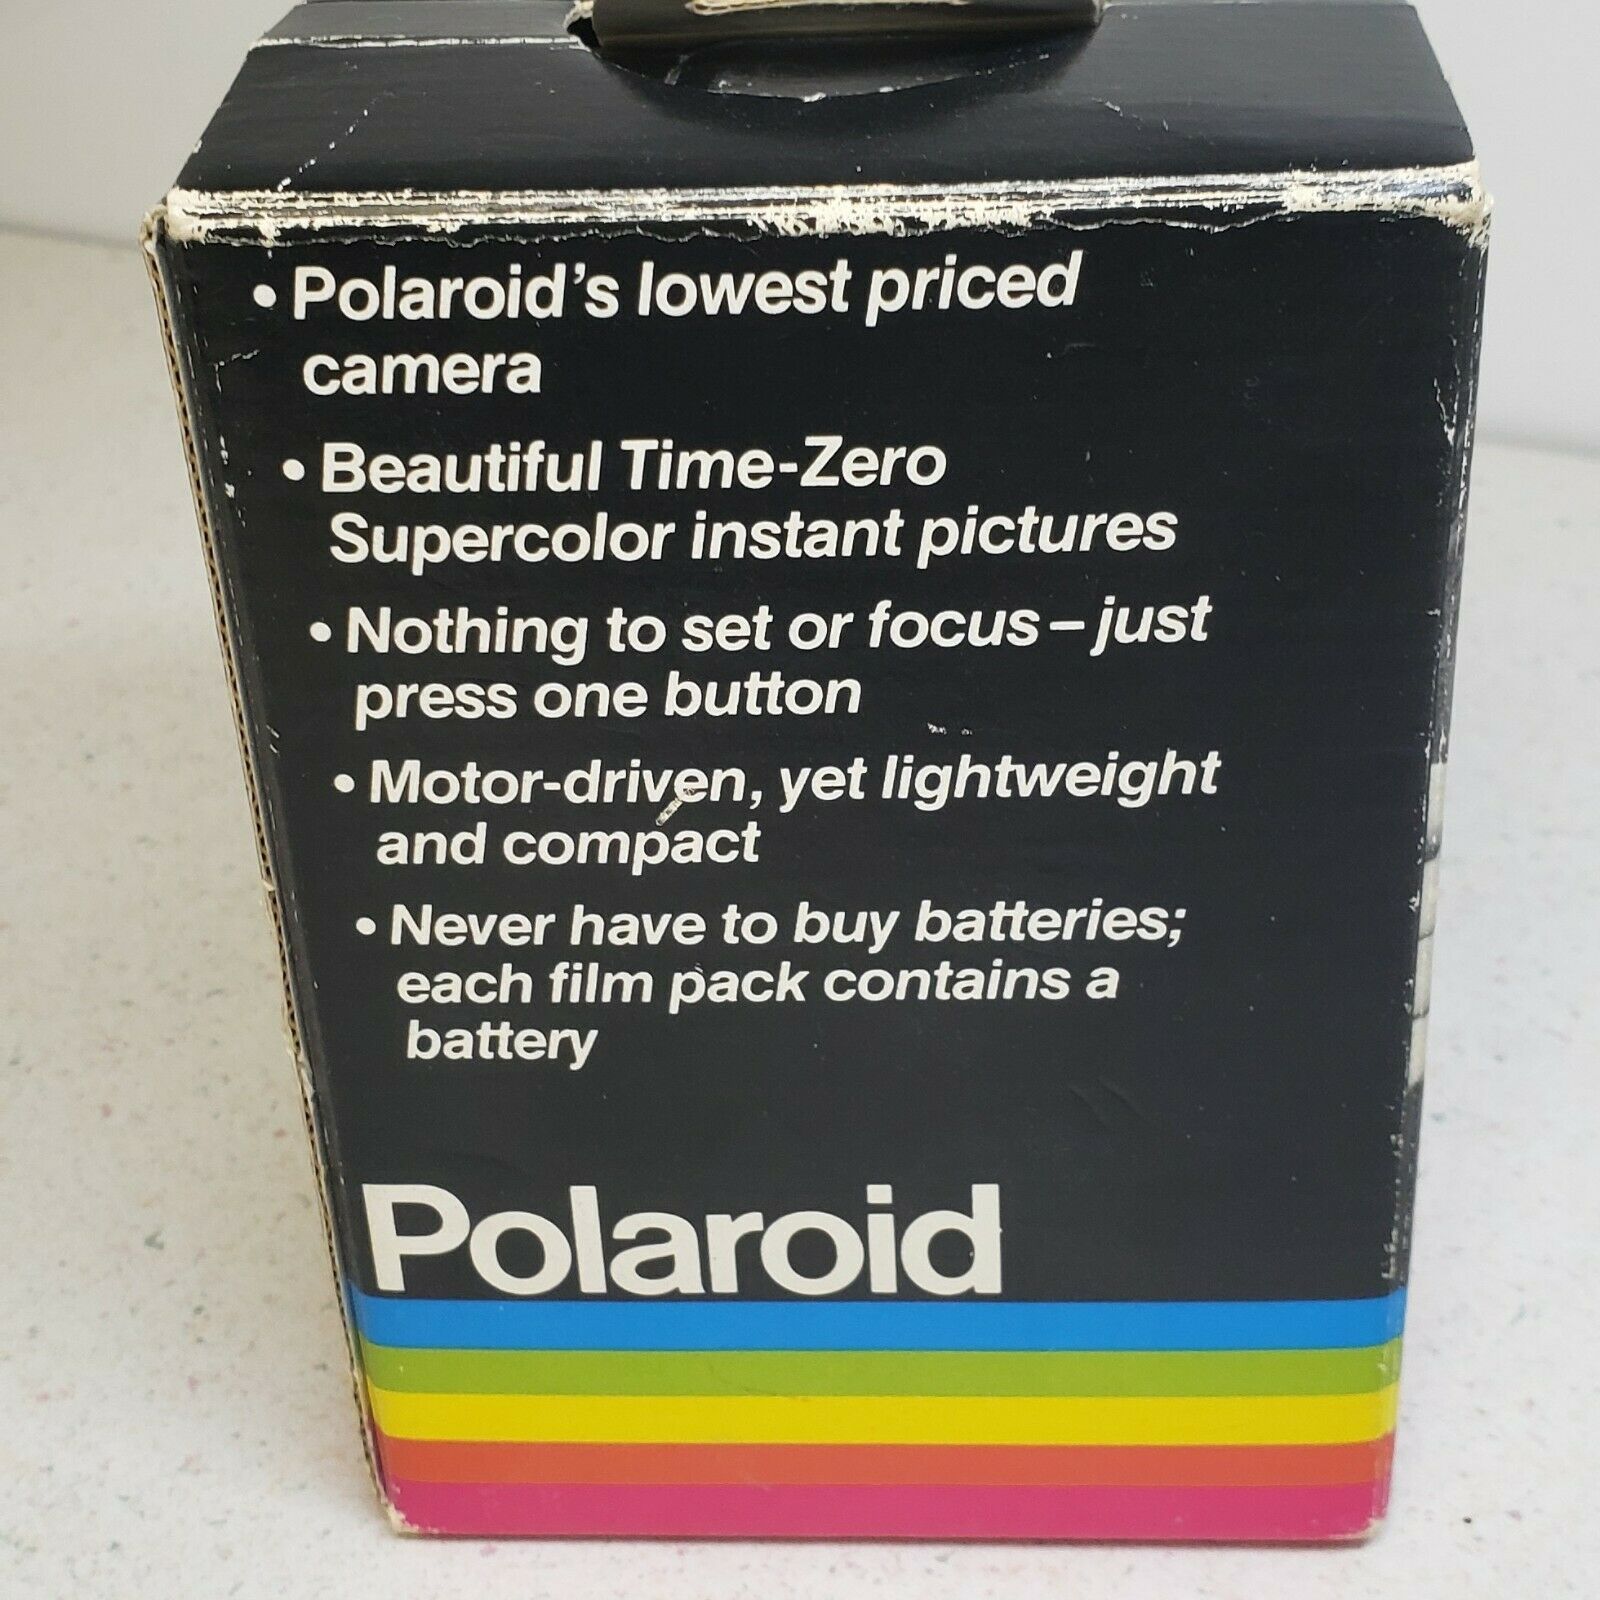 • Polaroid's lowest priced
camera
• Beautiful Time-Zero
Supercolor instant pictures
• Nothing to set or focus – just
press one button
• Motor-driven, yet lightweight
and compact
• Never have to buy batteries;
each film pack contains a
battery
Polaroid